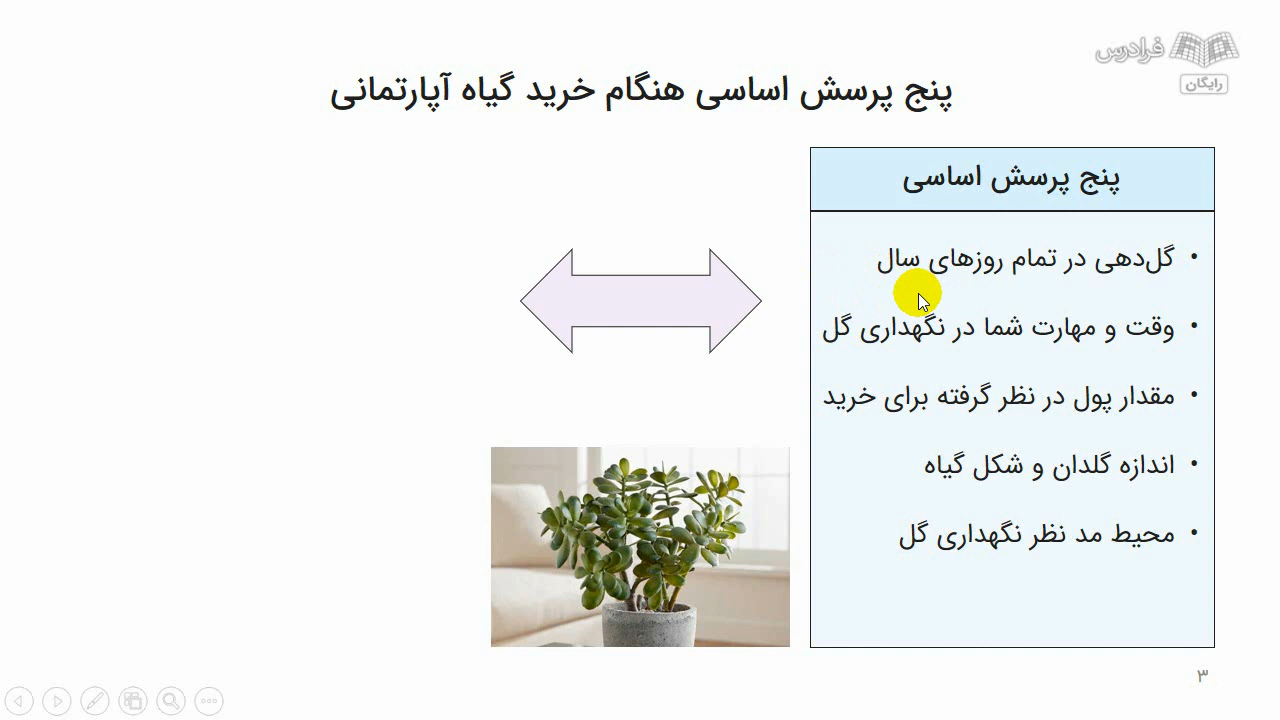 فرادرس
رایگان
پنج پرسش اساسی هنگام خرید گیاه آپارتمانی
پنج پرسش اساسی
• گل‌دهی در تمام روزهای سال
• وقت و مهارت شما در نگهداری گل
• مقدار پول در نظر گرفته برای خرید
• اندازه گلدان و شکل گیاه
• محیط مد نظر نگهداری گل
۳